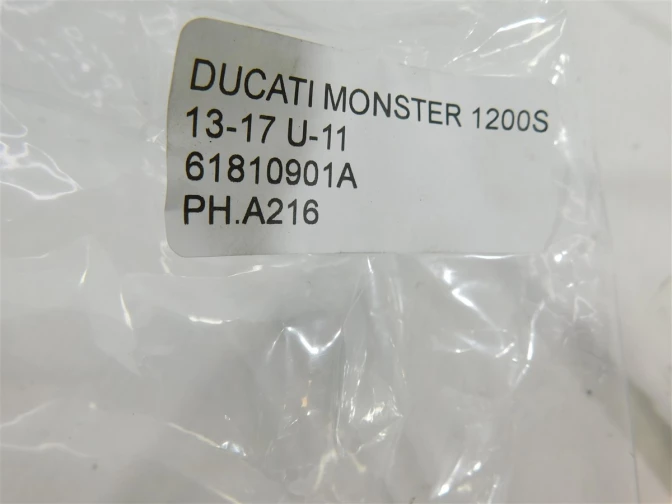 DUCATI MONSTER 1200S
13-17 U-11
61810901A
PH.A216